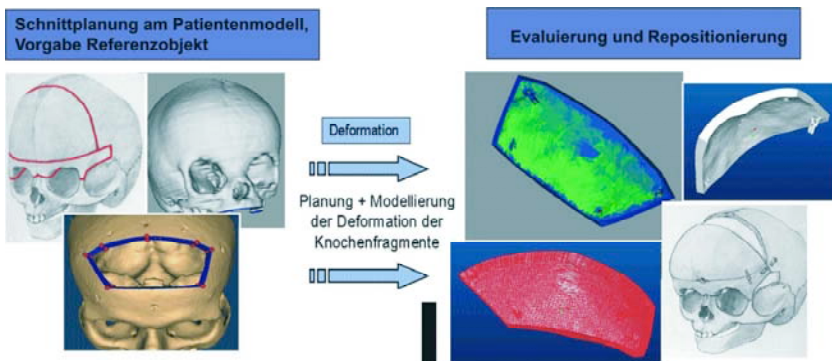 Schnittplanung am Patientenmodell,
Vorgabe Referenzobjekt
Evaluierung und Repositionierung
Deformation
Planung + Modellierung
der Deformation der
Knochenfragmente